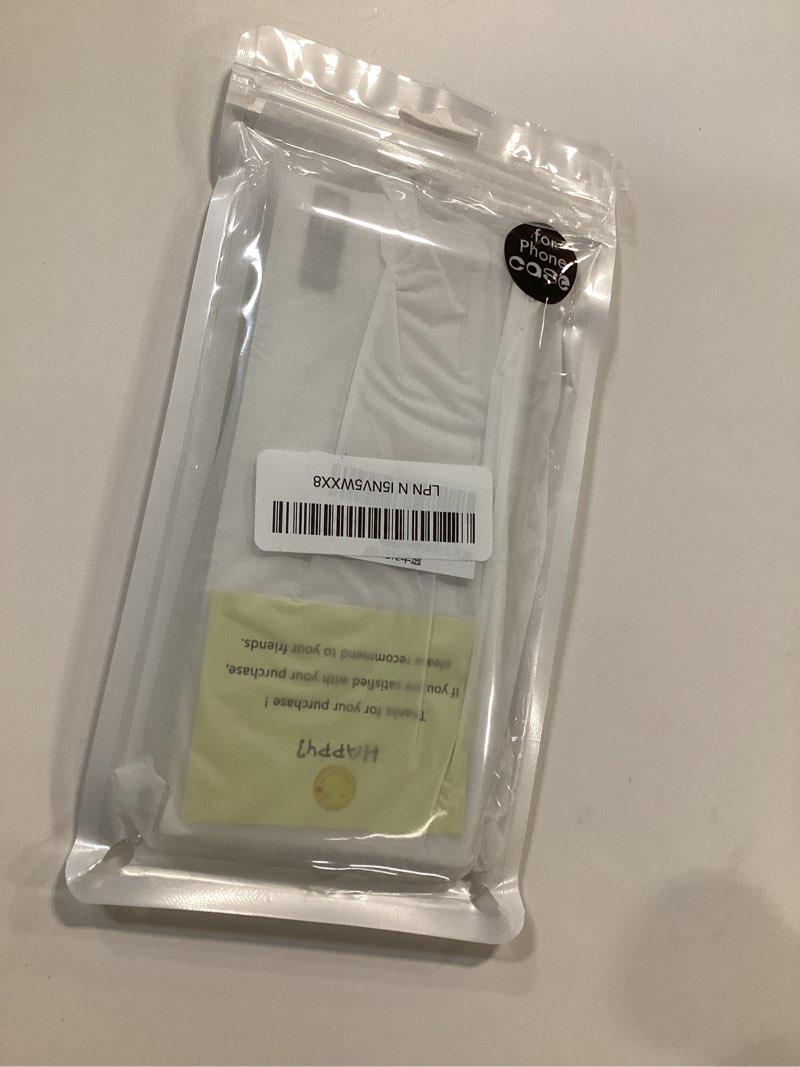 for
Phone
case
LPN N I5NV5WXX8
HAPPY?
Thanks for your purchase !
If you are satisfied with your purchase,
please recommend to your friends.